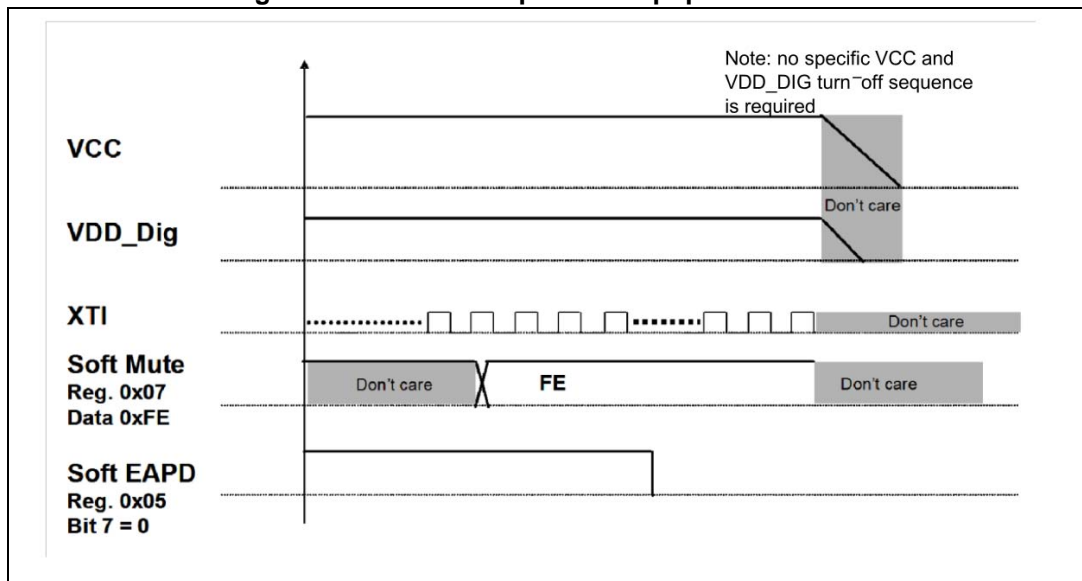 Note: no specific VCC and
VDD_DIG turn-off sequence
is required
VCC
Don't care
VDD_Dig
XTI
Don't care
Soft Mute
Reg. 0x07
Data 0xFE
Don't care
FE
Don't care
Soft EAPD
Reg. 0x05
Bit 7 = 0